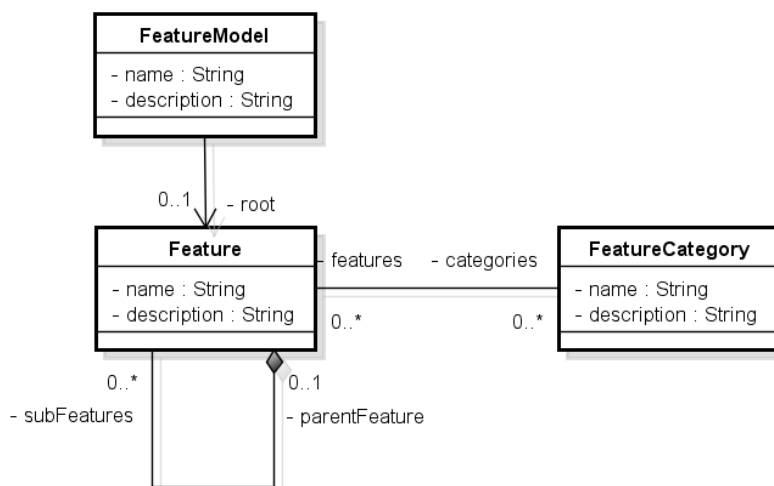 FeatureModel
- name : String
- description : String
0..1
- root
Feature
- name : String
- description : String
- features
- categories
0..*
0..*
FeatureCategory
- name : String
- description : String
0..*
0..1
- subFeatures
- parentFeature